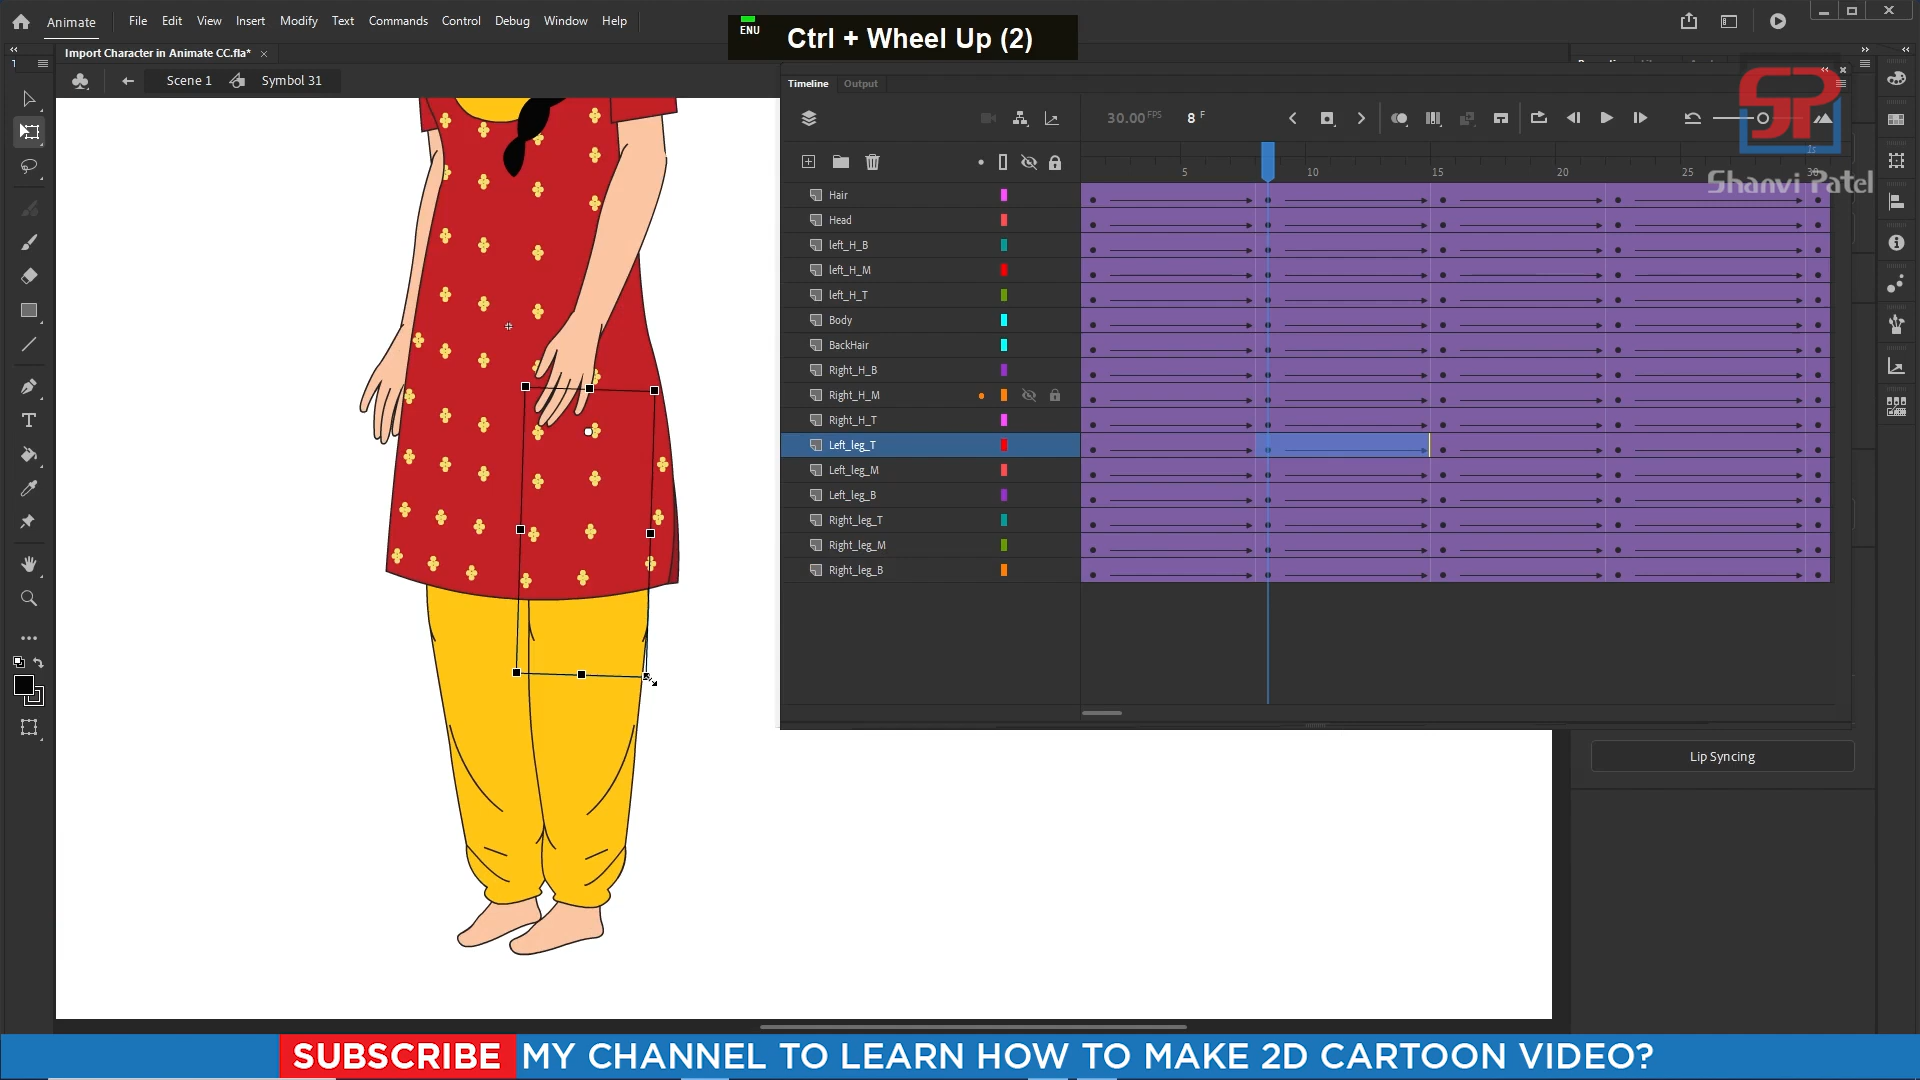 Animate
File Edit View Insert Modify Text Commands Control Debug Window Help
ENU
Ctrl + Wheel Up (2)
Import Character in Animate CC.fla*
Scene 1
Symbol 31
Timeline
Output
30.00 FPS
8 F
SP
Shanvi Patel
5 10 15 20 25 30
1s
Hair
Head
left_H_B
left_H_M
left_H_T
Body
BackHair
Right_H_B
Right_H_M
Right_H_T
Left_leg_T
Left_leg_M
Left_leg_B
Right_leg_T
Right_leg_M
Right_leg_B
Lip Syncing
SUBSCRIBE MY CHANNEL TO LEARN HOW TO MAKE 2D CARTOON VIDEO?